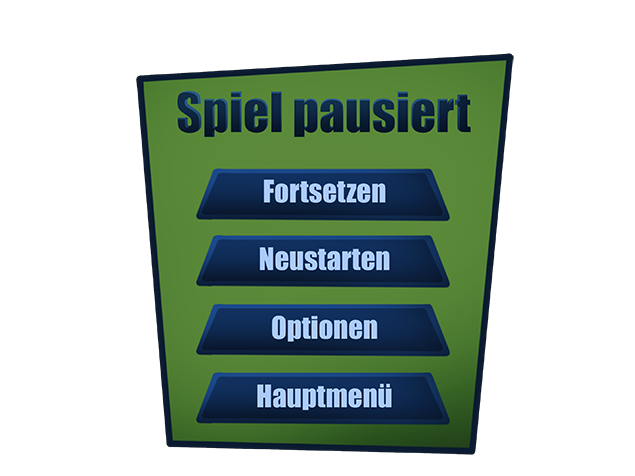 Spiel pausiert
Fortsetzen
Neustarten
Optionen
Hauptmenü